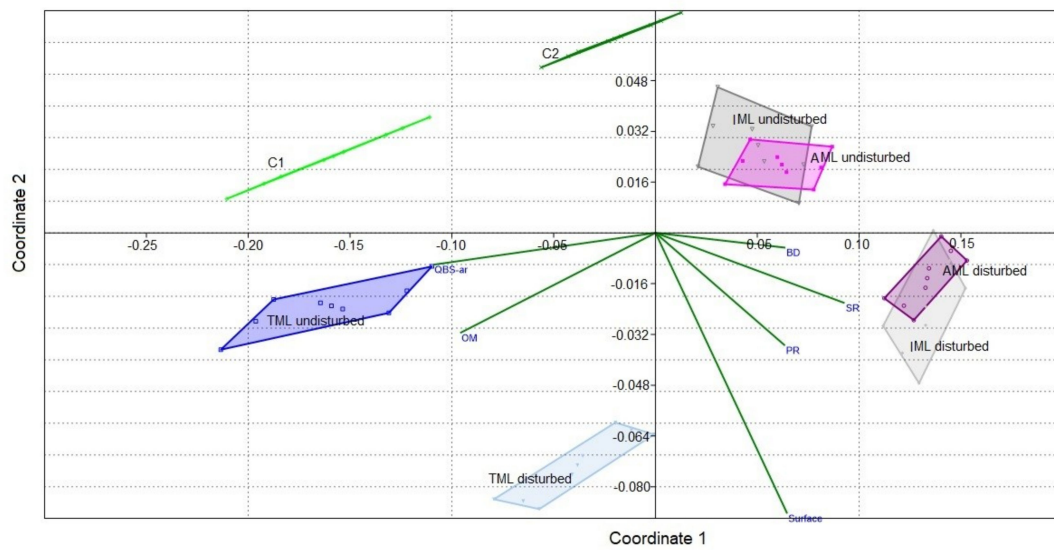 C2
0.048
IML undisturbed
0.032
C1
AML undisturbed
0.016
-0.25
-0.20
-0.15
-0.10
-0.05
0.05
0.10
0.15
Coordinate 2
BD
QBS-ar
AML disturbed
-0.016
SR
TML undisturbed
OM
-0.032
PR
IML disturbed
-0.048
-0.064
TML disturbed
-0.080
Surface
Coordinate 1